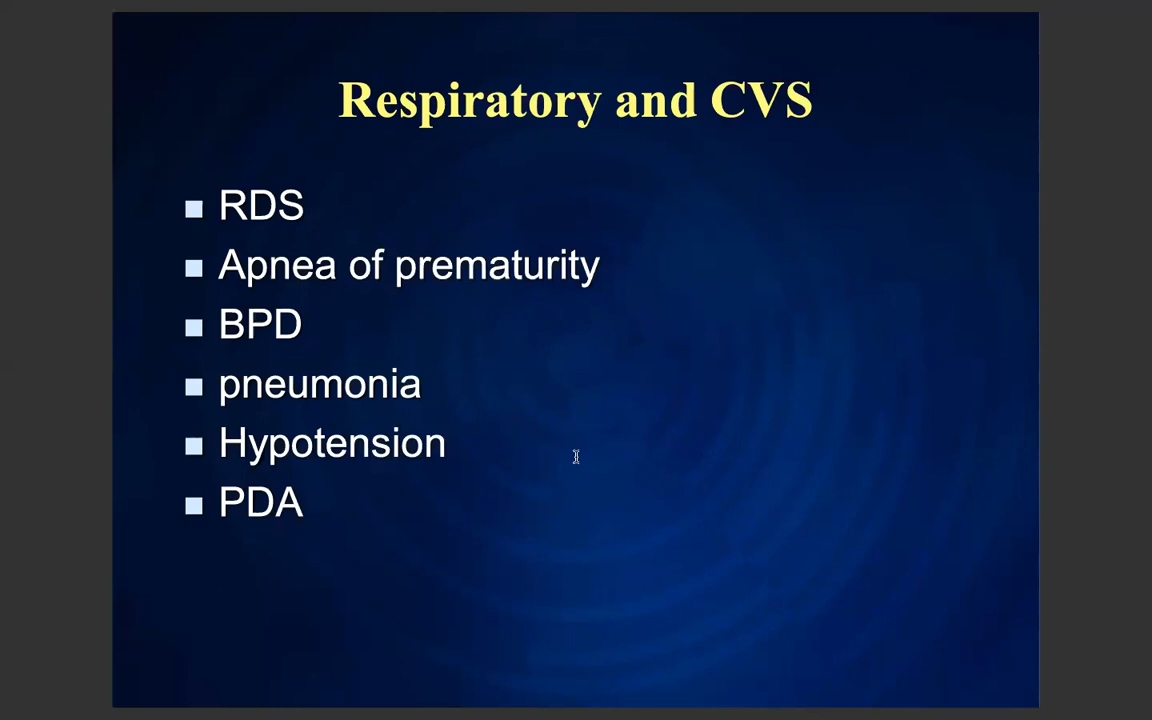 Respiratory and CVS
RDS
Apnea of prematurity
BPD
pneumonia
Hypotension
PDA